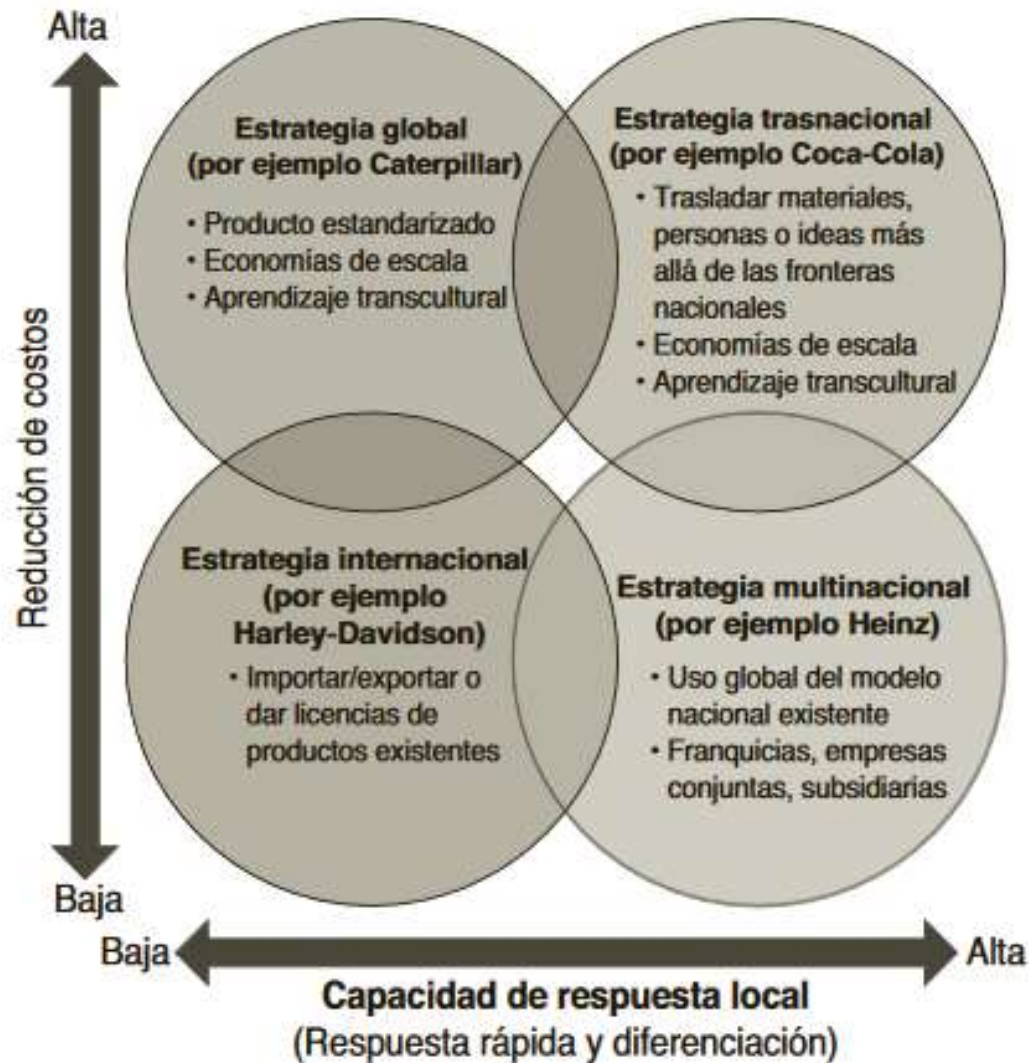 Alta
Estrategia global
(por ejemplo Caterpillar)
• Producto estandarizado
• Economías de escala
• Aprendizaje transcultural
Estrategia trasnacional
(por ejemplo Coca-Cola)
• Trasladar materiales,
personas o ideas más
allá de las fronteras
nacionales
• Economías de escala
• Aprendizaje transcultural
Reducción de costos
Estrategia internacional
(por ejemplo
Harley-Davidson)
• Importar/exportar o
dar licencias de
productos existentes
Estrategia multinacional
(por ejemplo Heinz)
• Uso global del modelo
nacional existente
• Franquicias, empresas
conjuntas, subsidiarias
Baja
Baja
Alta
Capacidad de respuesta local
(Respuesta rápida y diferenciación)